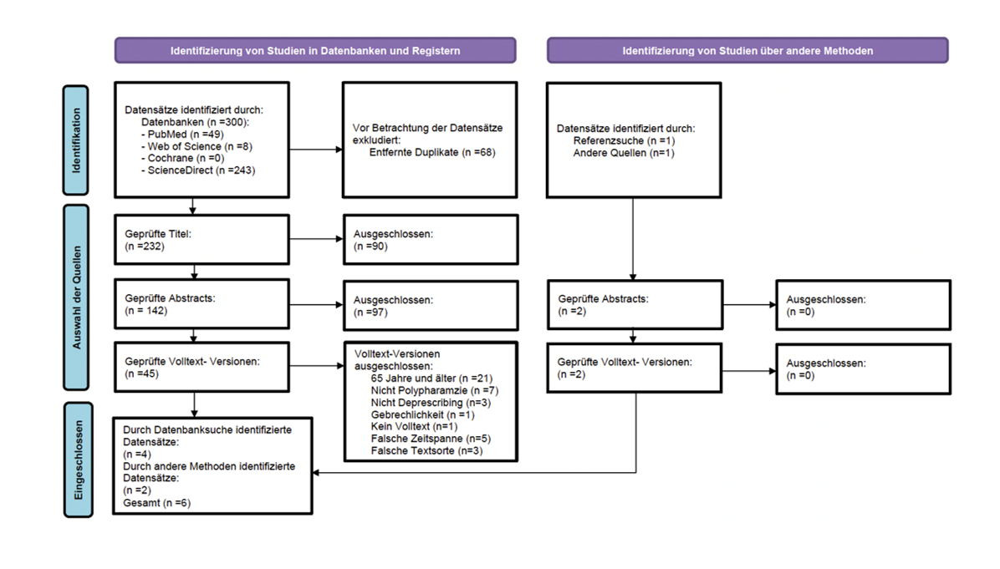 Identifizierung von Studien in Datenbanken und Registern
Identifizierung von Studien über andere Methoden
Identifikation
Datensätze identifiziert durch:
Datenbanken (n =300):
- PubMed (n =49)
- Web of Science (n =8)
- Cochrane (n =0)
- ScienceDirect (n =243)
Vor Betrachtung der Datensätze
exkludiert:
Entfernte Duplikate (n =68)
Datensätze identifiziert durch:
Referenzsuche (n =1)
Andere Quellen (n=1)
Auswahl der Quellen
Geprüfte Titel:
(n =232)
Ausgeschlossen:
(n =90)
Geprüfte Abstracts:
(n = 142)
Ausgeschlossen:
(n =97)
Geprüfte Abstracts:
(n =2)
Ausgeschlossen:
(n =0)
Geprüfte Volltext- Versionen:
(n =45)
Volltext-Versionen
ausgeschlossen:
65 Jahre und älter (n =21)
Nicht Polypharamzie (n =7)
Nicht Deprescribing (n=3)
Gebrechlichkeit (n =1)
Kein Volltext (n=1)
Falsche Zeitspanne (n=5)
Falsche Textsorte (n=3)
Geprüfte Volltext- Versionen:
(n =2)
Ausgeschlossen:
(n =0)
Eingeschlossen
Durch Datenbanksuche identifizierte
Datensätze:
(n =4)
Durch andere Methoden identifizierte
Datensätze:
(n =2)
Gesamt (n =6)